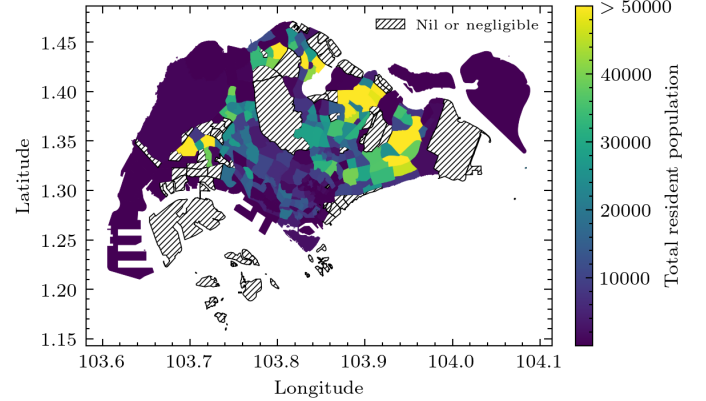 Nil or negligible
1.45
1.40
1.35
1.30
1.25
1.20
1.15
Latitude
103.6 103.7 103.8 103.9 104.0 104.1
Longitude
> 50000
40000
30000
20000
10000
Total resident population